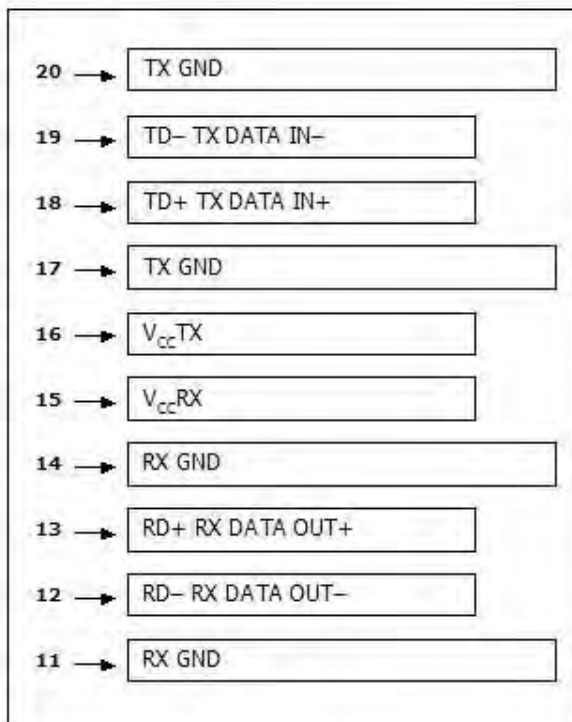 20 TX GND
19 TD− TX DATA IN−
18 TD+ TX DATA IN+
17 TX GND
16 VCCTX
15 VCCRX
14 RX GND
13 RD+ RX DATA OUT+
12 RD− RX DATA OUT−
11 RX GND